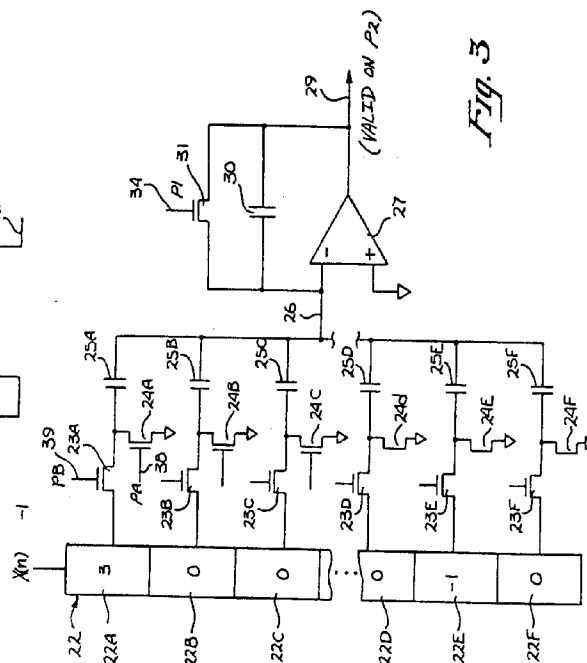 22F
22E
22D
22C
22B
22A
22
X(n)
0
-1
0
...
0
0
3
-1
23F
23E
23D
23C
23B
PA
38
23A
PB
39
24F
24E
24d
24C
24B
24A
25F
25E
25D
25C
25B
25A
26
-
+
27
30
31
34
P1
29
(VALID ON P2)
Fig. 3